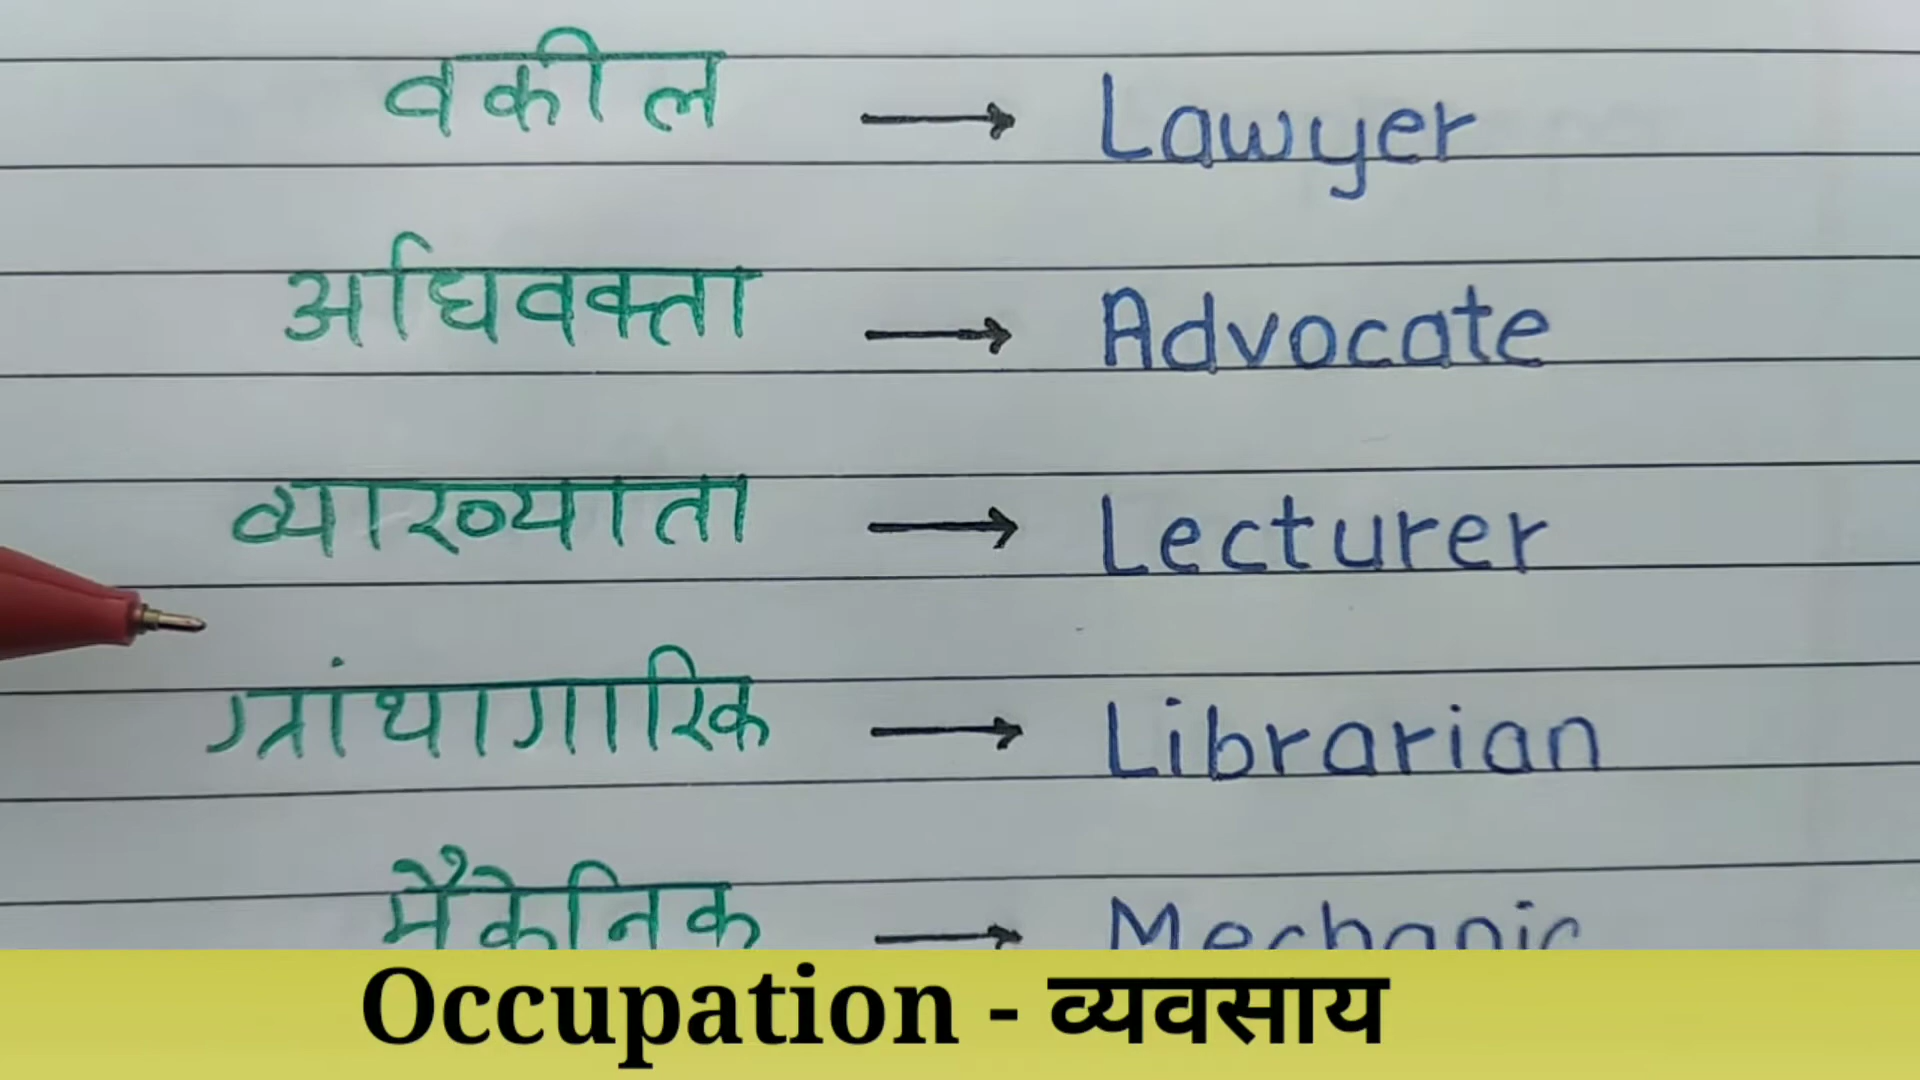 वकील → Lawyer
अधिवक्ता → Advocate
व्याख्याता → Lecturer
ग्रांथागारिक → Librarian
मैकेनिक → Mechanic
Occupation - व्यवसाय